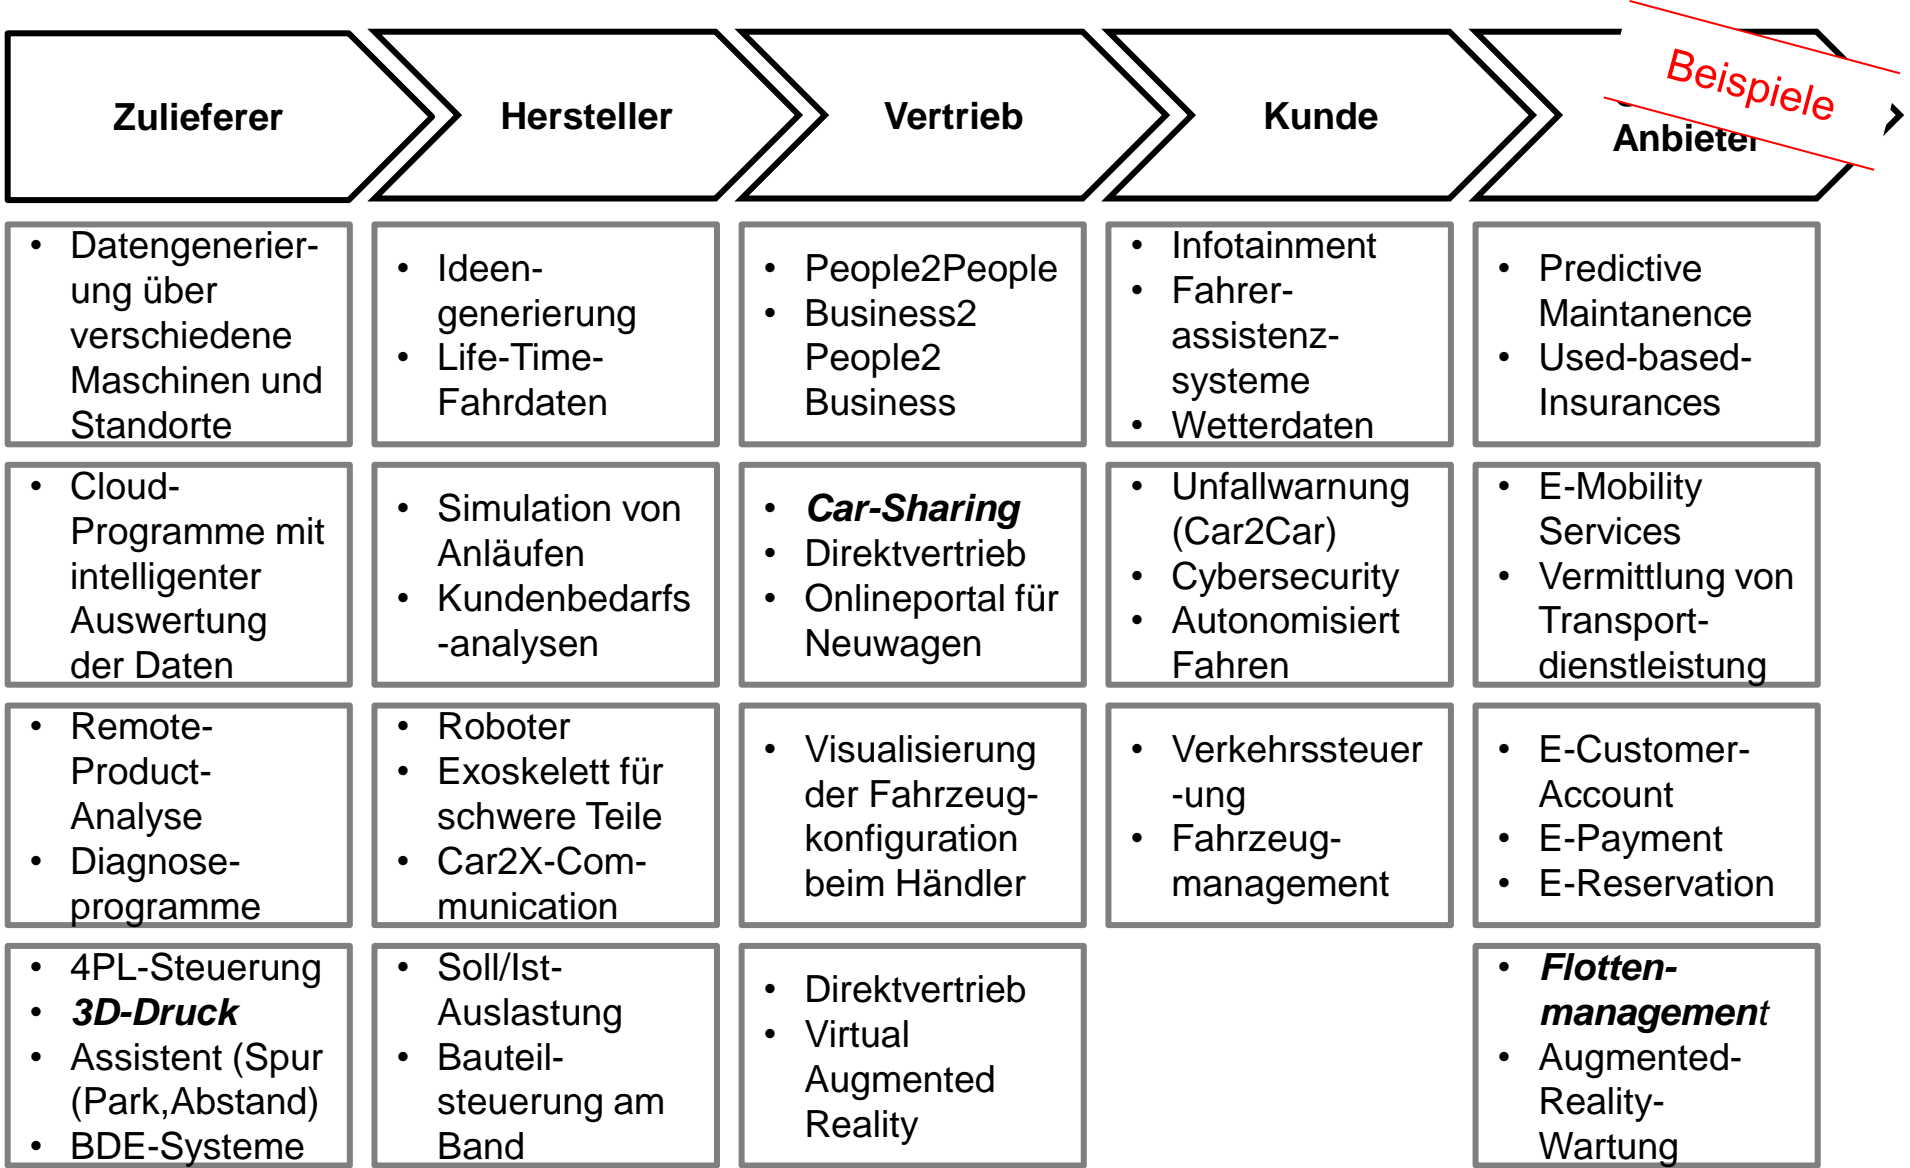 Beispiele
Zulieferer
Hersteller
Vertrieb
Kunde
Anbieter
• Datengenerier-
ung über
verschiedene
Maschinen und
Standorte
• Ideen-
generierung
• Life-Time-
Fahrdaten
• People2People
• Business2
People2
Business
• Infotainment
• Fahrer-
assistenz-
systeme
• Wetterdaten
• Predictive
Maintanence
• Used-based-
Insurances
• Cloud-
Programme mit
intelligenter
Auswertung
der Daten
• Simulation von
Anläufen
• Kundenbedarfs
-analysen
• Car-Sharing
• Direktvertrieb
• Onlineportal für
Neuwagen
• Unfallwarnung
(Car2Car)
• Cybersecurity
• Autonomisiert
Fahren
• E-Mobility
Services
• Vermittlung von
Transport-
dienstleistung
• Remote-
Product-
Analyse
• Diagnose-
programme
• Roboter
• Exoskelett für
schwere Teile
• Car2X-Com-
munication
• Visualisierung
der Fahrzeug-
konfiguration
beim Händler
• Verkehrssteuer
-ung
• Fahrzeug-
management
• E-Customer-
Account
• E-Payment
• E-Reservation
• 4PL-Steuerung
• 3D-Druck
• Assistent (Spur
(Park,Abstand)
• BDE-Systeme
• Soll/Ist-
Auslastung
• Bauteil-
steuerung am
Band
• Direktvertrieb
• Virtual
Augmented
Reality
• Flotten-
management
• Augmented-
Reality-
Wartung